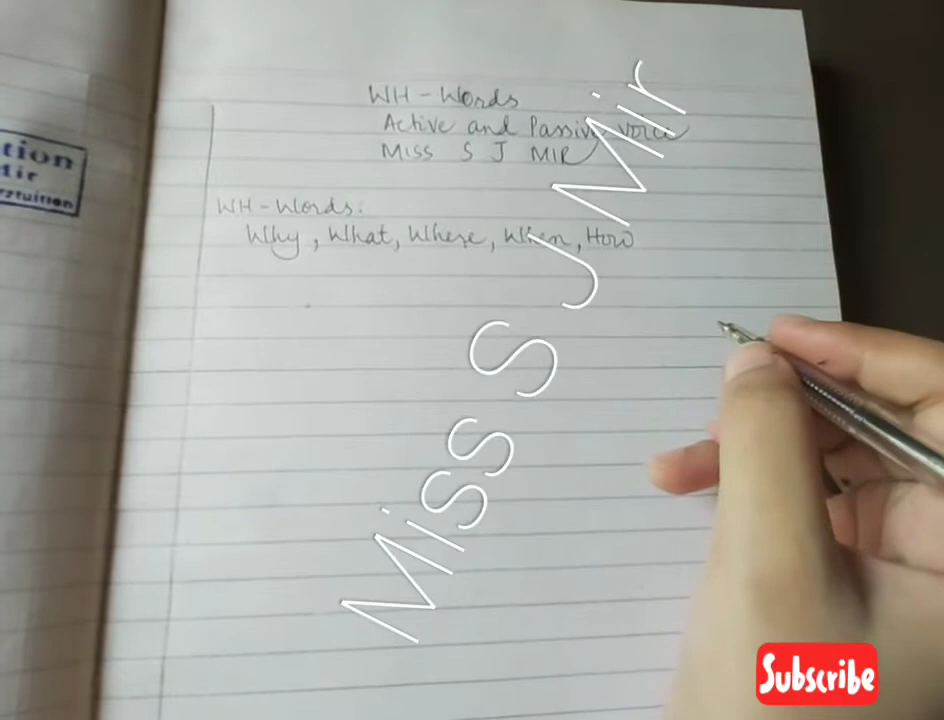 WH - Words
Active and Passive voice
MISS S J MIR
WH - Words:
Why, What, Where, When, How
Miss S J Mir
Subscribe